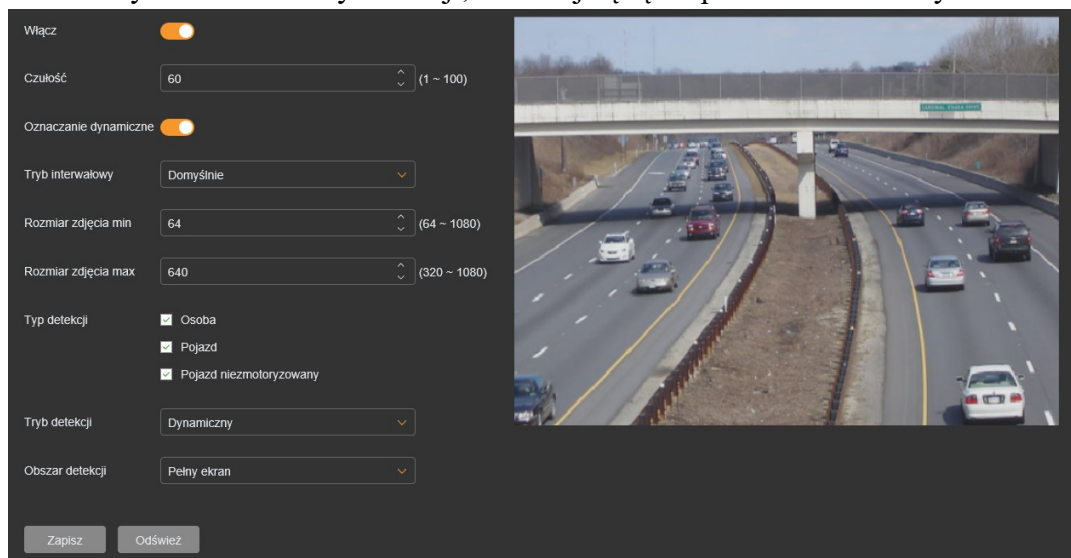 Włącz
Czułość 60 (1 ~ 100)
Oznaczanie dynamiczne
Tryb interwałowy Domyślnie
Rozmiar zdjęcia min 64 (64 ~ 1080)
Rozmiar zdjęcia max 640 (320 ~ 1080)
Typ detekcji Osoba
Pojazd
Pojazd niezmotoryzowany
Tryb detekcji Dynamiczny
Obszar detekcji Pełny ekran
Zapisz Odśwież